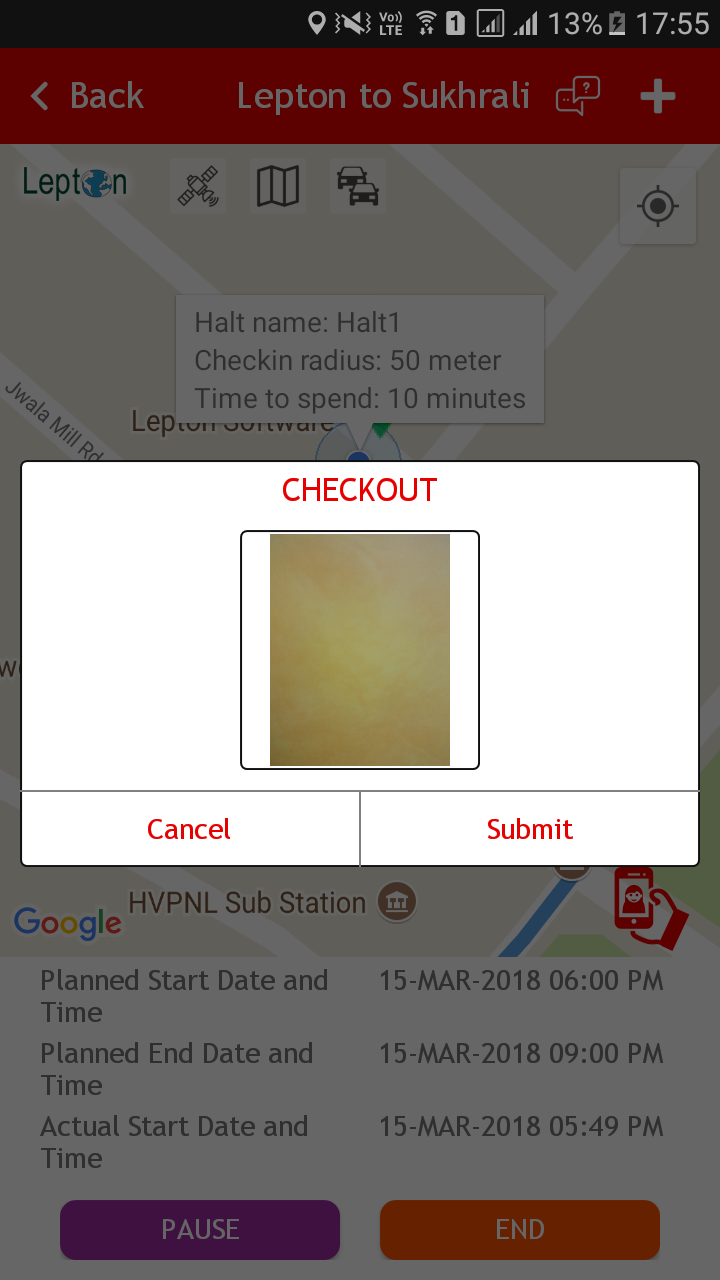 Vo)) LTE 1 13% 17:55
Back Lepton to Sukhrali ?
Lepton
Halt name: Halt1
Checkin radius: 50 meter
Time to spend: 10 minutes
Jwala Mill Rd
Lepton Software
CHECKOUT
Cancel Submit
HVPNL Sub Station
Google
Planned Start Date and Time 15-MAR-2018 06:00 PM
Planned End Date and Time 15-MAR-2018 09:00 PM
Actual Start Date and Time 15-MAR-2018 05:49 PM
PAUSE END